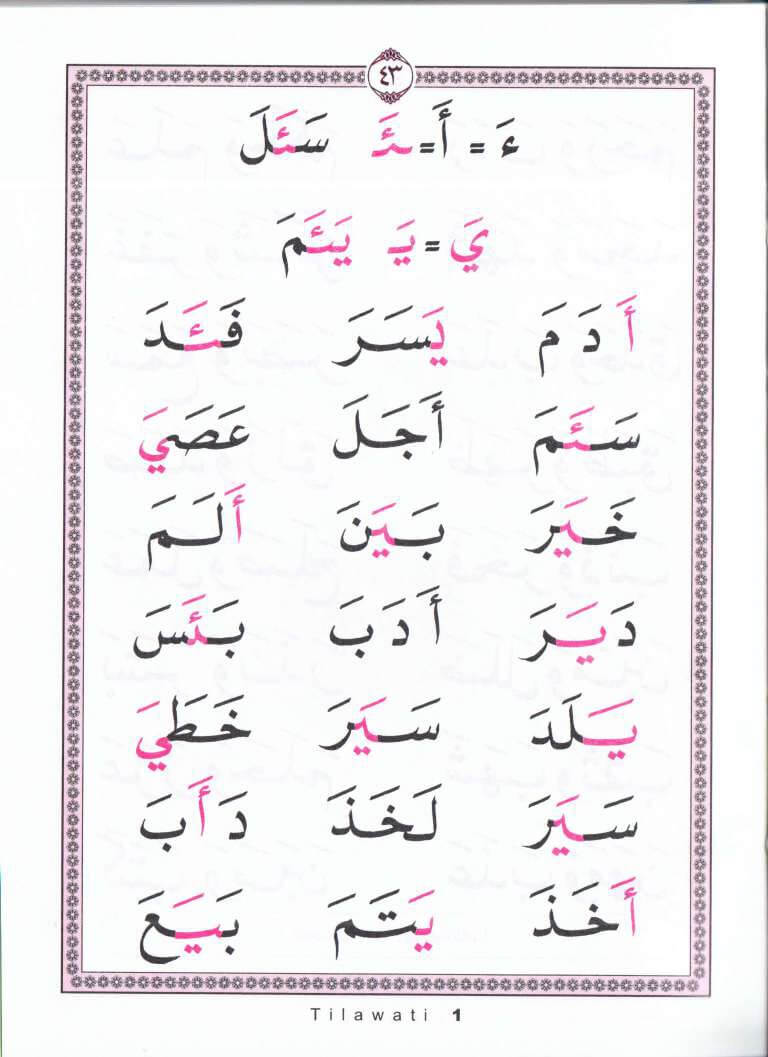 ٤٣
ءَ = أَ = ـئَـ سَئَلَ
يَ = يَـ يَئَمَ
أَدَمَ يَسَرَ فَئَدَ
سَئَمَ أَجَلَ عَصَيَ
خَيَرَ بَيَنَ أَلَمَ
دَيَرَ أَدَبَ بَئَسَ
يَلَدَ سَيَرَ خَطَيَ
سَيَرَ لَخَذَ دَأَبَ
أَخَذَ يَتَمَ بَيَعَ
Tilawati 1